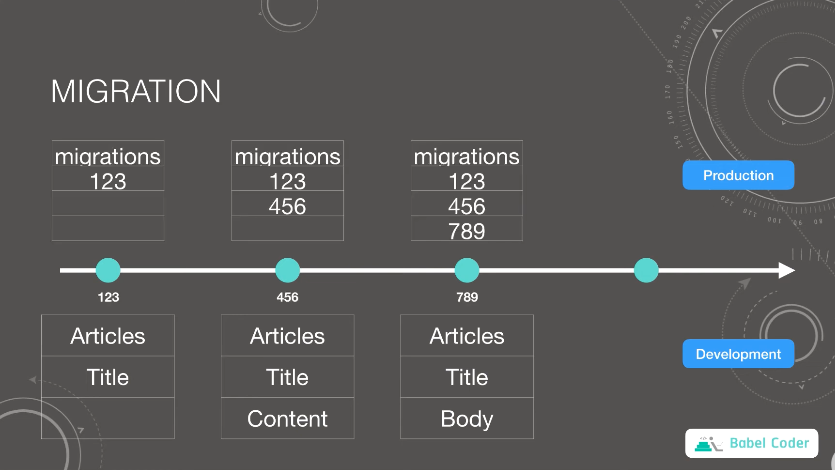 MIGRATION
migrations
123
migrations
123
456
migrations
123
456
789
Production
123
456
789
Articles
Title
Articles
Title
Content
Articles
Title
Body
Development
Babel Coder